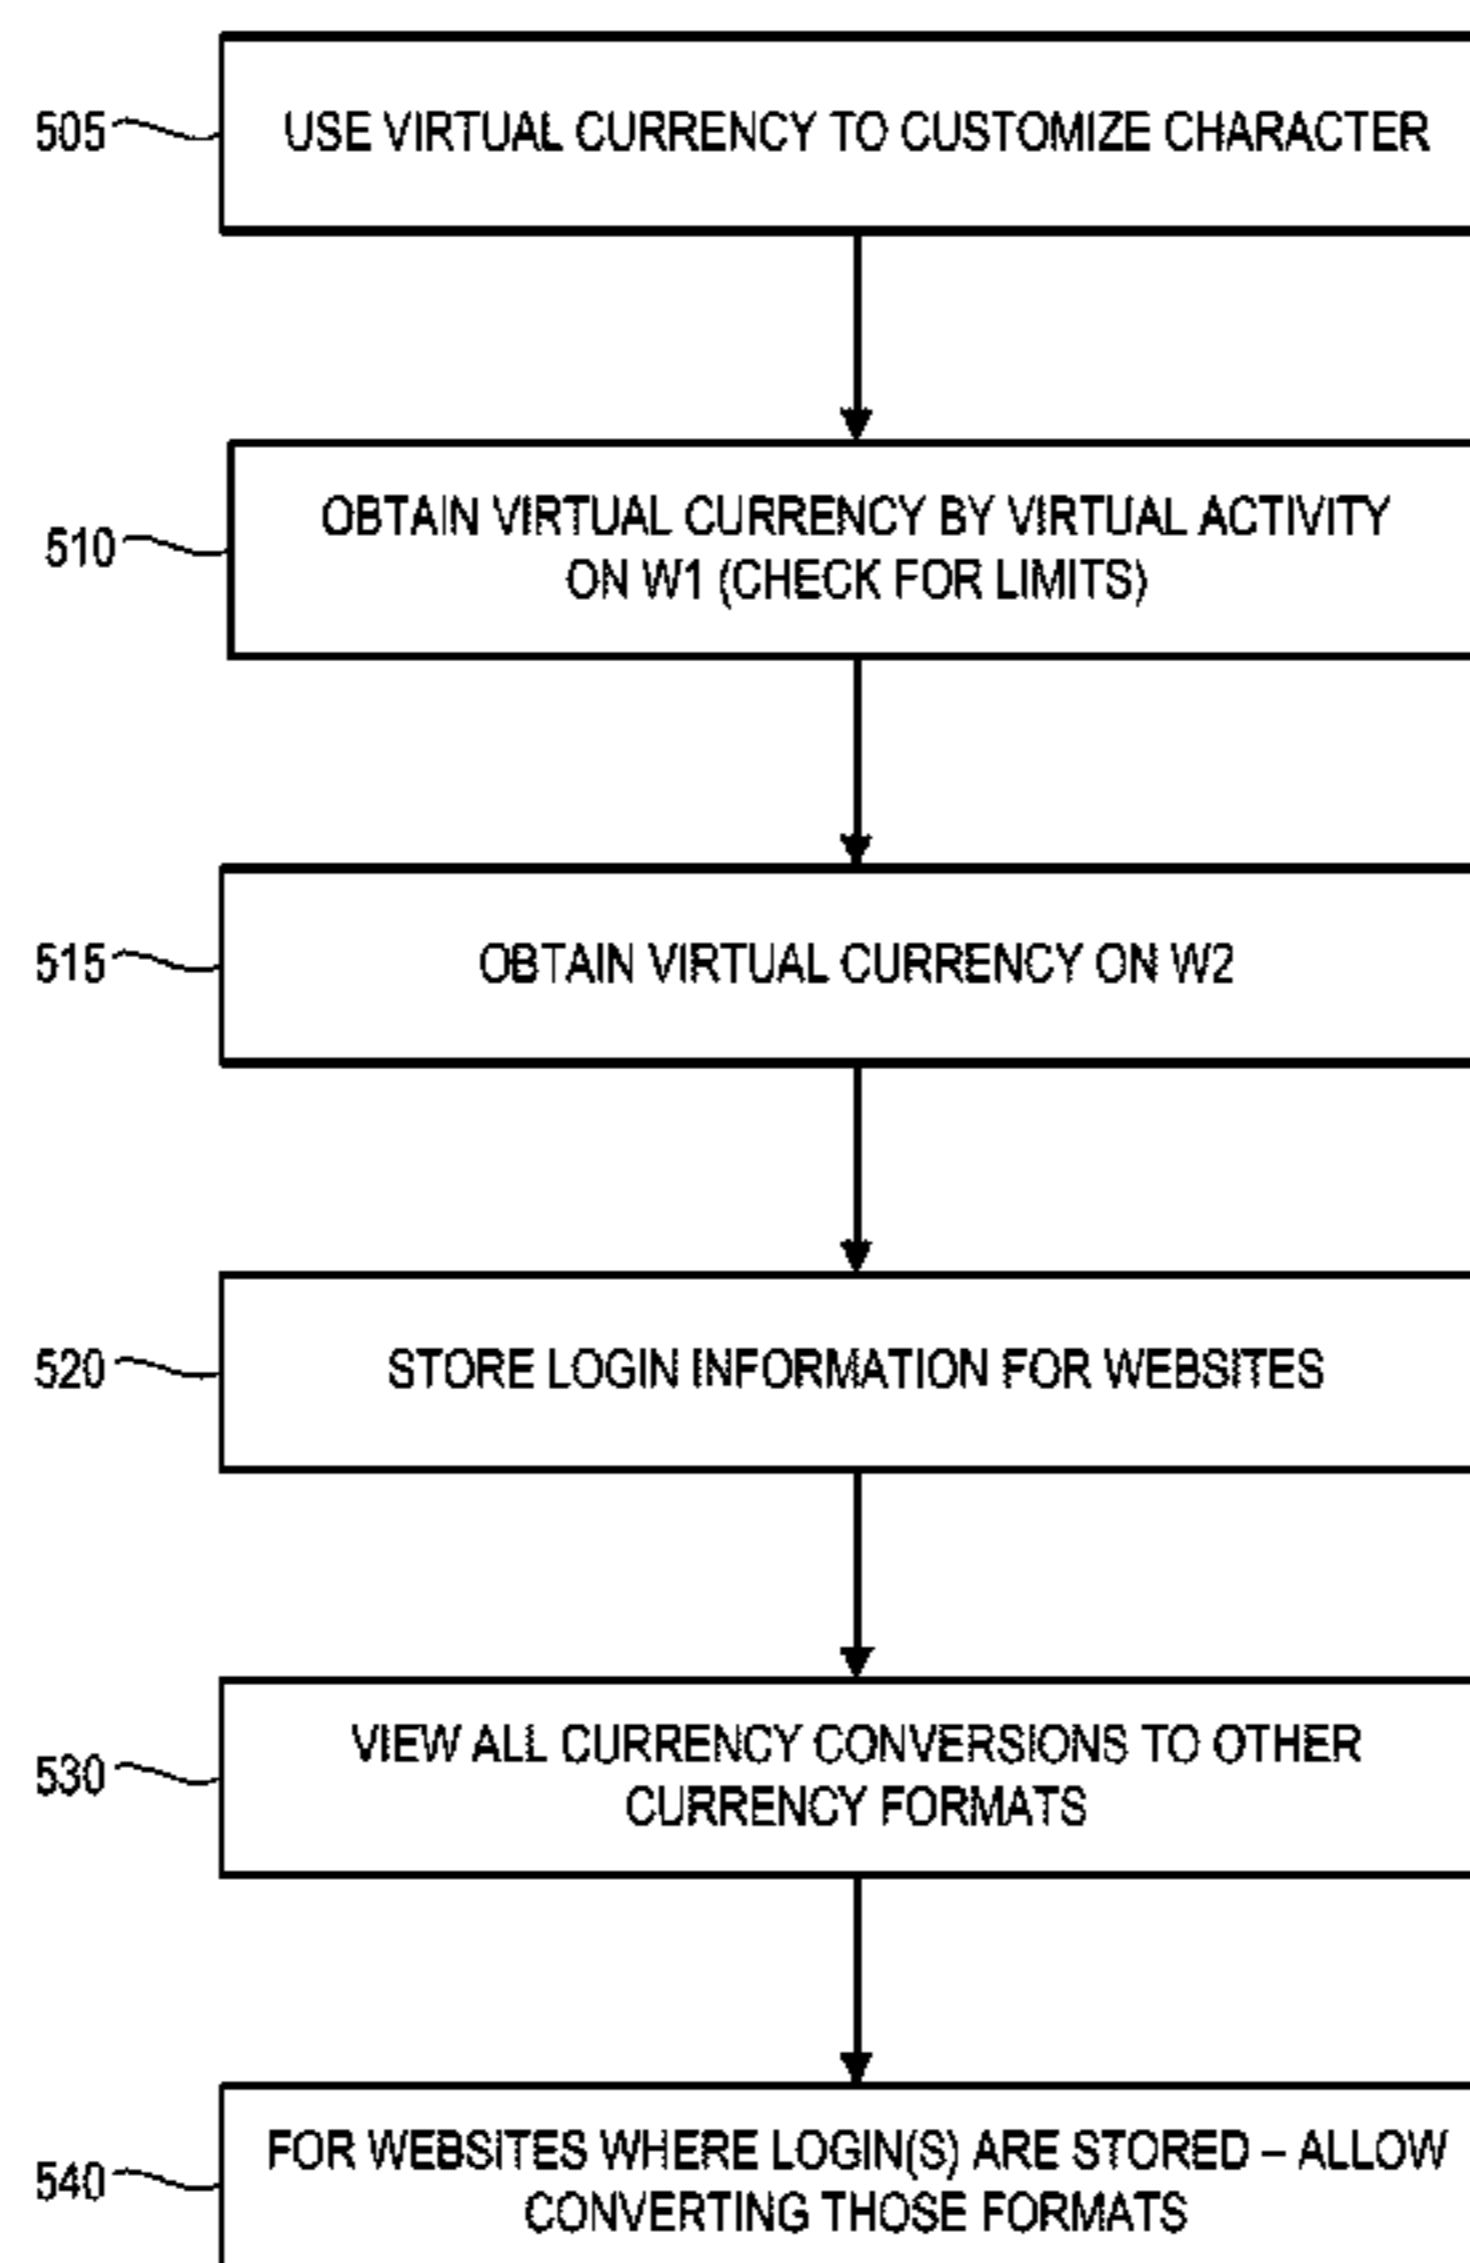 505
USE VIRTUAL CURRENCY TO CUSTOMIZE CHARACTER
510
OBTAIN VIRTUAL CURRENCY BY VIRTUAL ACTIVITY
ON W1 (CHECK FOR LIMITS)
515
OBTAIN VIRTUAL CURRENCY ON W2
520
STORE LOGIN INFORMATION FOR WEBSITES
530
VIEW ALL CURRENCY CONVERSIONS TO OTHER
CURRENCY FORMATS
540
FOR WEBSITES WHERE LOGIN(S) ARE STORED – ALLOW
CONVERTING THOSE FORMATS